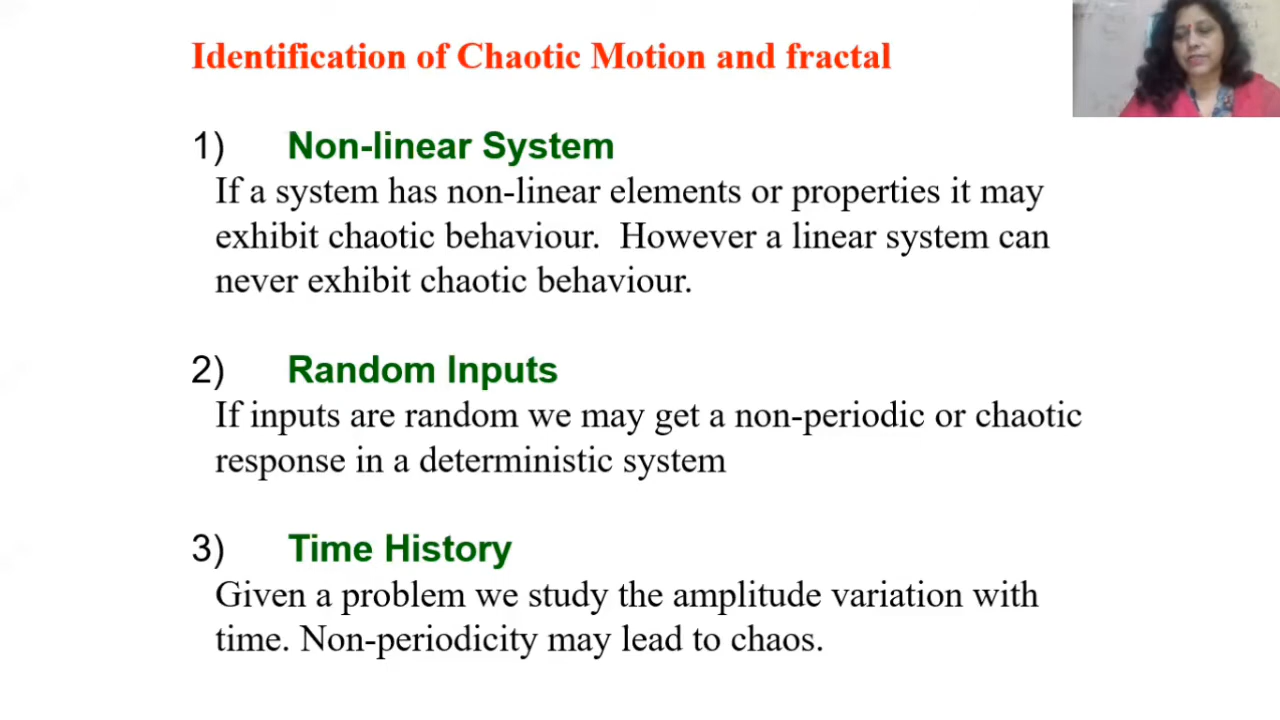 Identification of Chaotic Motion and fractal
1) Non-linear System
If a system has non-linear elements or properties it may
exhibit chaotic behaviour. However a linear system can
never exhibit chaotic behaviour.
2) Random Inputs
If inputs are random we may get a non-periodic or chaotic
response in a deterministic system
3) Time History
Given a problem we study the amplitude variation with
time. Non-periodicity may lead to chaos.